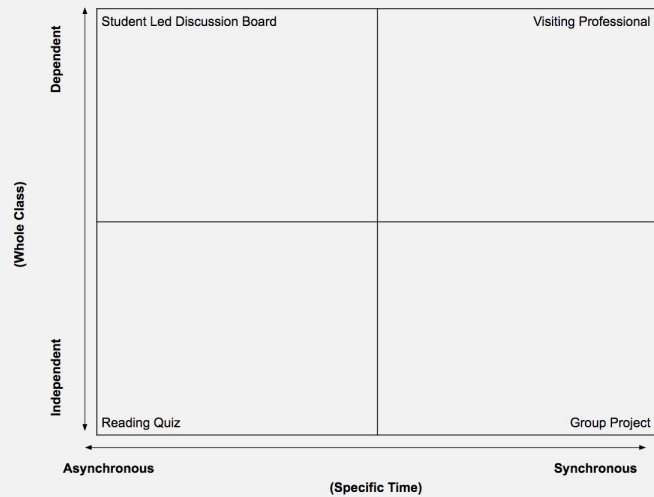 Student Led Discussion Board
Visiting Professional
Dependent
(Whole Class)
Independent
Reading Quiz
Group Project
Asynchronous
Synchronous
(Specific Time)